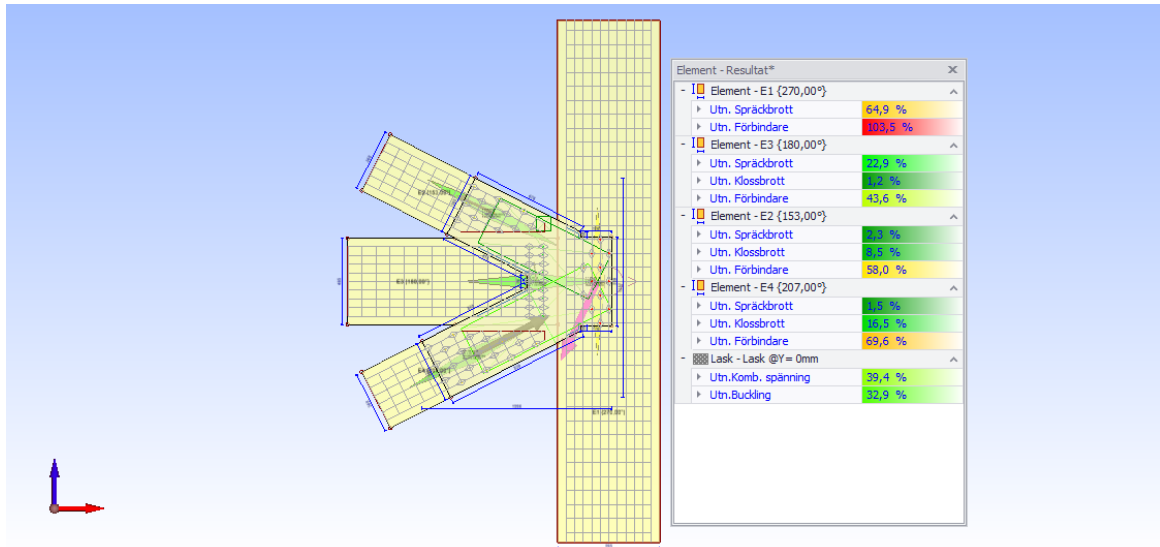 Element - Resultat*
Element - E1 {270,00°}
Utn. Spräckbrott 64,9 %
Utn. Förbindare 103,5 %
Element - E3 {180,00°}
Utn. Spräckbrott 22,9 %
Utn. Klossbrott 1,2 %
Utn. Förbindare 43,6 %
Element - E2 {153,00°}
Utn. Spräckbrott 2,3 %
Utn. Klossbrott 8,5 %
Utn. Förbindare 58,0 %
Element - E4 {207,00°}
Utn. Spräckbrott 1,5 %
Utn. Klossbrott 16,5 %
Utn. Förbindare 69,6 %
Lask - Lask @Y= 0mm
Utn.Komb. spänning 39,4 %
Utn.Buckling 32,9 %
E3 {180,00°}